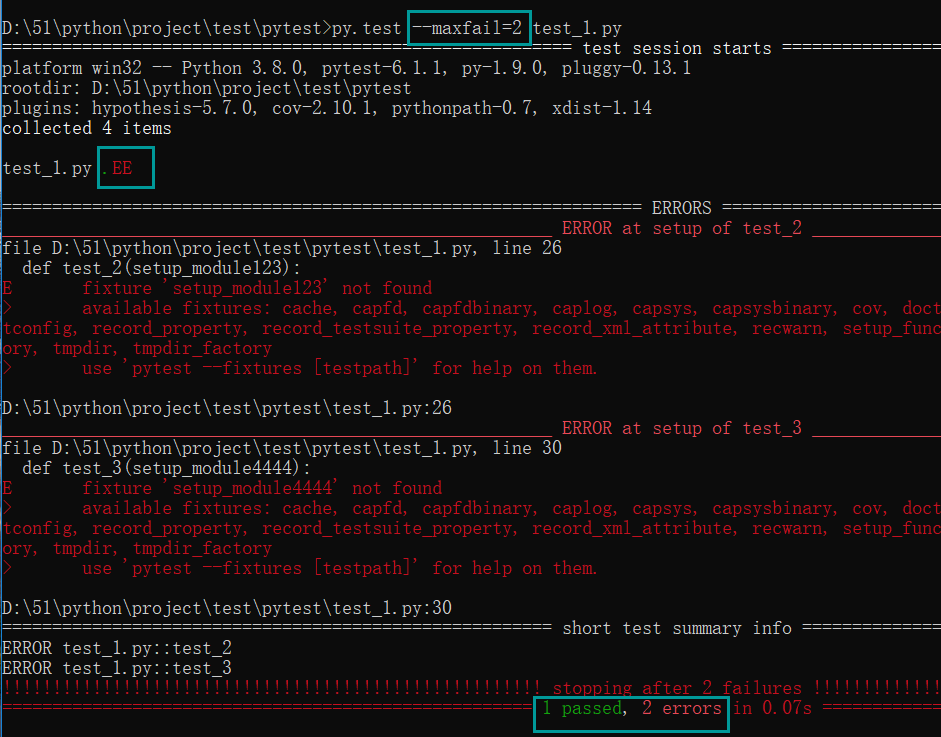 D:\51\python\project\test\pytest>py.test --maxfail=2 test_1.py
========================================================= test session starts ================
platform win32 -- Python 3.8.0, pytest-6.1.1, py-1.9.0, pluggy-0.13.1
rootdir: D:\51\python\project\test\pytest
plugins: hypothesis-5.7.0, cov-2.10.1, pythonpath-0.7, xdist-1.14
collected 4 items
test_1.py .EE
================================================================ ERRORS ======================
_______________________________________________________ ERROR at setup of test_2 _____________
file D:\51\python\project\test\pytest\test_1.py, line 26
  def test_2(setup_module123):
E       fixture 'setup_module123' not found
>       available fixtures: cache, capfd, capfdbinary, caplog, capsys, capsysbinary, cov, doct
tconfig, record_property, record_testsuite_property, record_xml_attribute, recwarn, setup_func
ory, tmpdir, tmpdir_factory
>       use 'pytest --fixtures [testpath]' for help on them.
D:\51\python\project\test\pytest\test_1.py:26
_______________________________________________________ ERROR at setup of test_3 _____________
file D:\51\python\project\test\pytest\test_1.py, line 30
  def test_3(setup_module4444):
E       fixture 'setup_module4444' not found
>       available fixtures: cache, capfd, capfdbinary, caplog, capsys, capsysbinary, cov, doct
tconfig, record_property, record_testsuite_property, record_xml_attribute, recwarn, setup_func
ory, tmpdir, tmpdir_factory
>       use 'pytest --fixtures [testpath]' for help on them.
D:\51\python\project\test\pytest\test_1.py:30
======================================================= short test summary info ==============
ERROR test_1.py::test_2
ERROR test_1.py::test_3
!!!!!!!!!!!!!!!!!!!!!!!!!!!!!!!!!!!!!!!!!!!!!!!!!!!!!! stopping after 2 failures !!!!!!!!!!!!!
===================================================== 1 passed, 2 errors in 0.07s ============